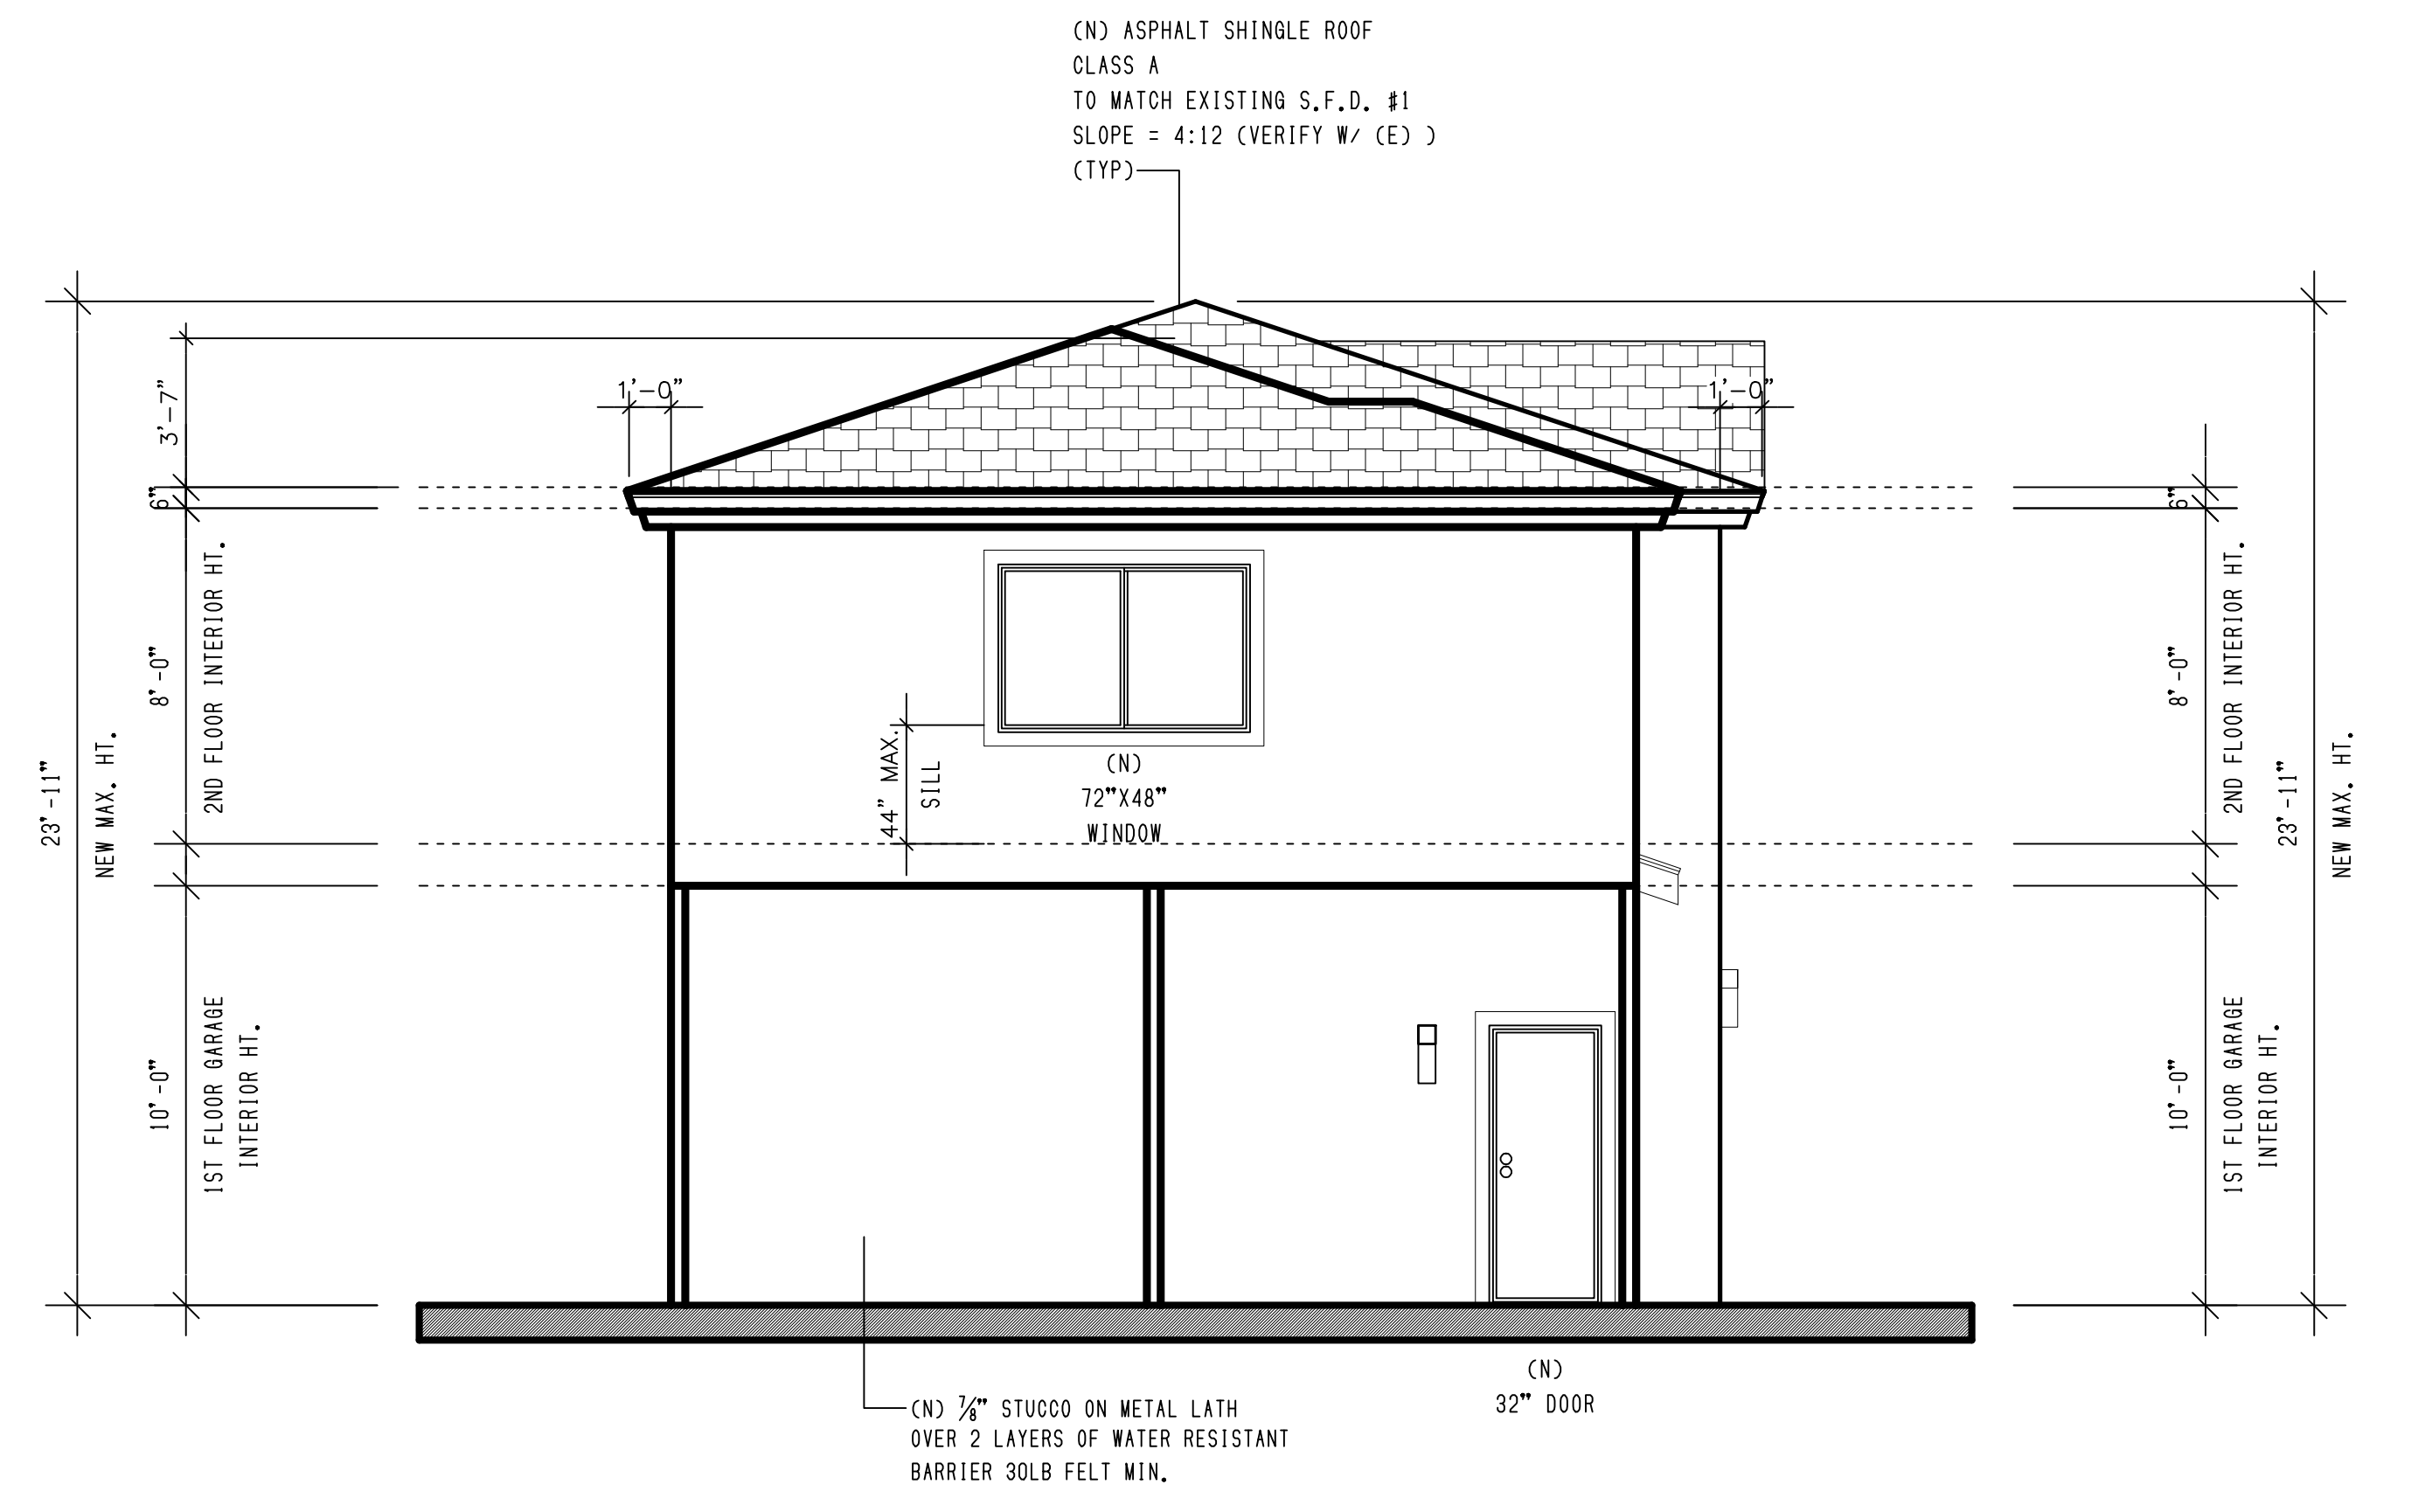 (N) ASPHALT SHINGLE ROOF
CLASS A
TO MATCH EXISTING S.F.D. #1
SLOPE = 4:12 (VERIFY W/ (E) )
(TYP)
1'-0"
1'-0"
3'-7"
6"
8'-0"
2ND FLOOR INTERIOR HT.
23'-11"
NEW MAX. HT.
10'-0"
1ST FLOOR GARAGE
INTERIOR HT.
44" MAX.
SILL
(N)
72"X48"
WINDOW
6"
8'-0"
2ND FLOOR INTERIOR HT.
23'-11"
NEW MAX. HT.
10'-0"
1ST FLOOR GARAGE
INTERIOR HT.
(N)
32" DOOR
(N) 7/8" STUCCO ON METAL LATH
OVER 2 LAYERS OF WATER RESISTANT
BARRIER 30LB FELT MIN.